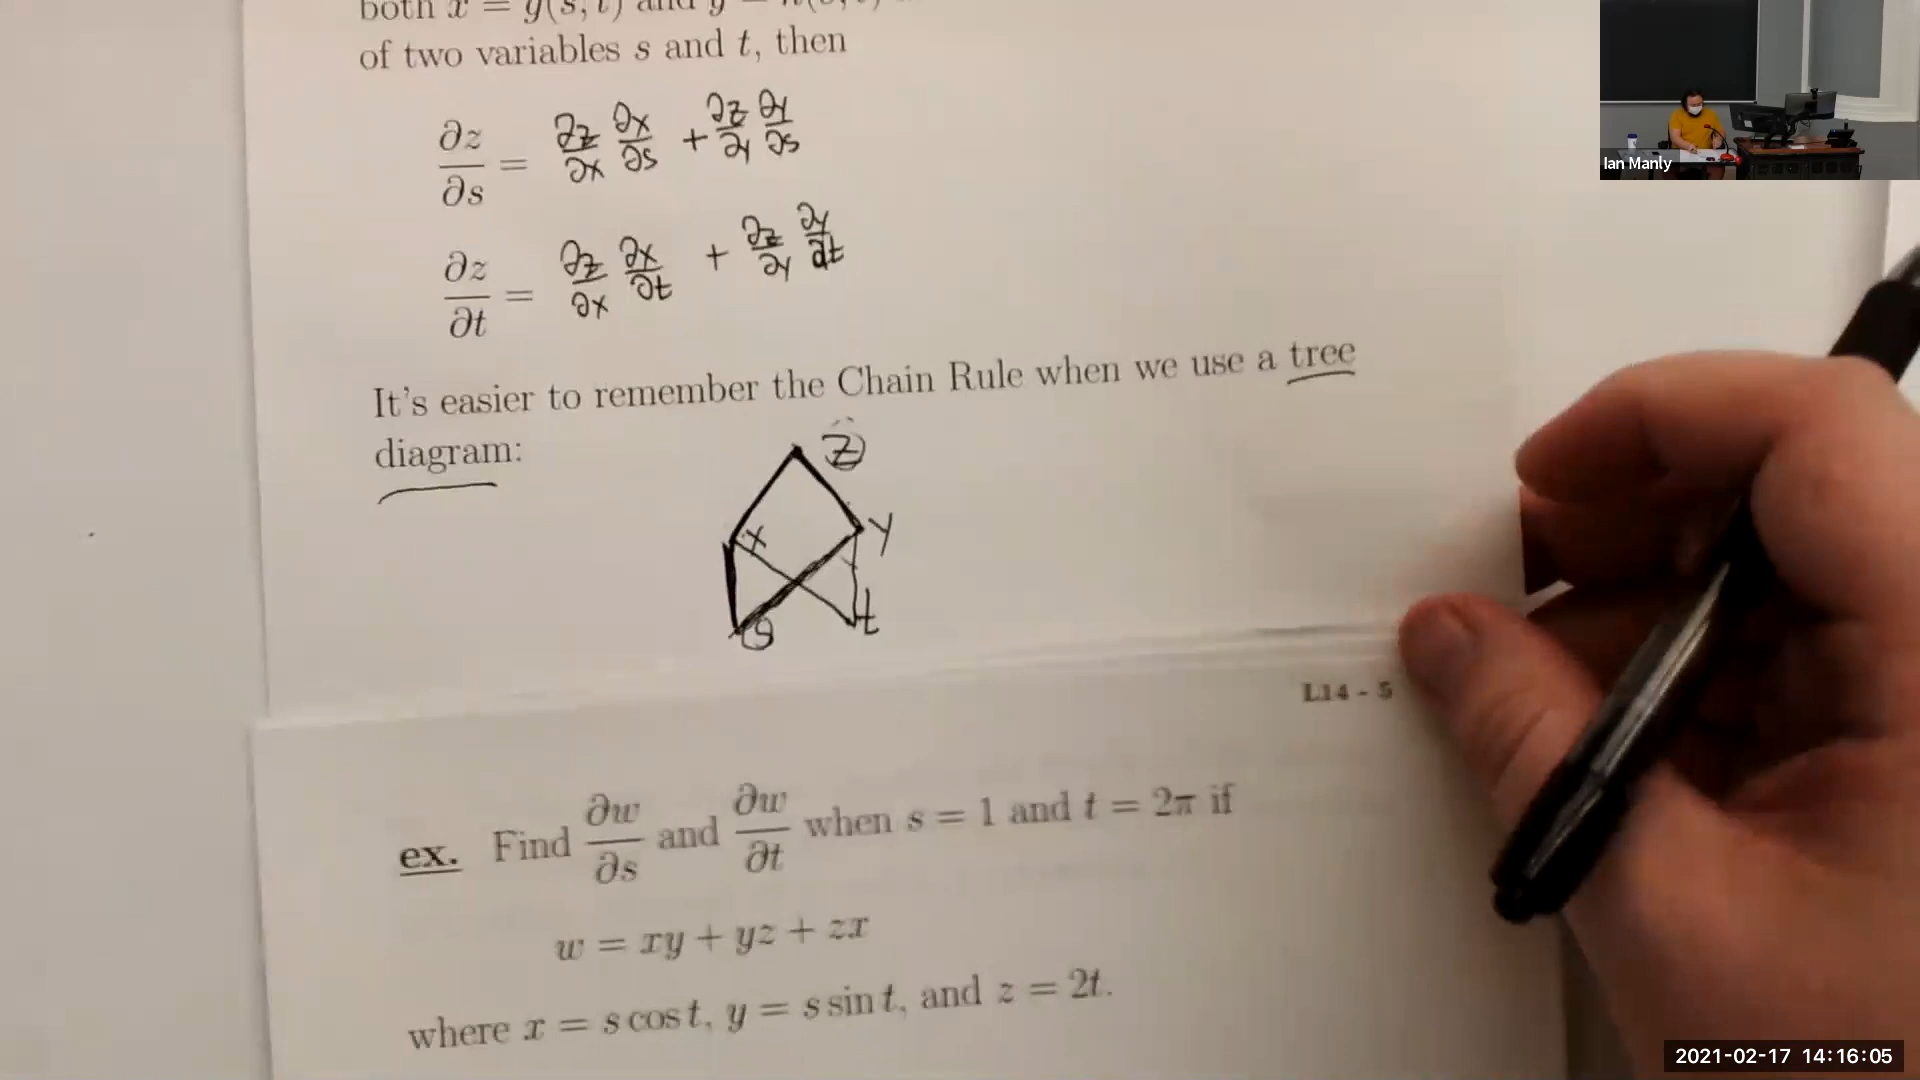 both x = g(s, t) and y =
of two variables s and t, then
∂z/∂s = ∂z/∂x ∂x/∂s + ∂z/∂y ∂y/∂s
∂z/∂t = ∂z/∂x ∂x/∂t + ∂z/∂y ∂y/∂t
It's easier to remember the Chain Rule when we use a tree
diagram:
z
x y
s t
L14 - 5
ex. Find ∂w/∂s and ∂w/∂t when s = 1 and t = 2π if
w = xy + yz + zx
where x = s cos t, y = s sin t, and z = 2t.
Ian Manly
2021-02-17 14:16:05